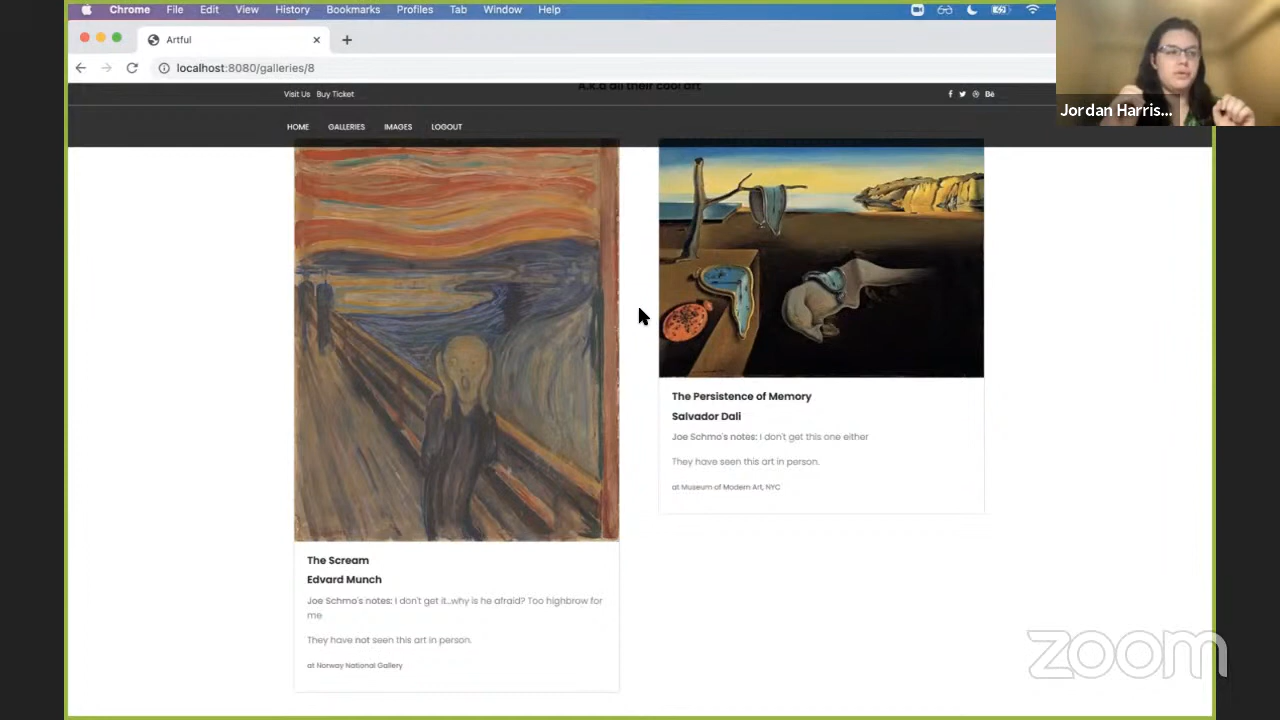 Chrome File Edit View History Bookmarks Profiles Tab Window Help
Artful
localhost:8080/galleries/8
A.k.a all their cool art
Visit Us Buy Ticket
HOME GALLERIES IMAGES LOGOUT
Jordan Harris...
The Scream
Edvard Munch
Joe Schmo's notes: I don't get it...why is he afraid? Too highbrow for
me
They have not seen this art in person.
at Norway National Gallery
The Persistence of Memory
Salvador Dali
Joe Schmo's notes: I don't get this one either
They have seen this art in person.
at Museum of Modern Art, NYC
zoom